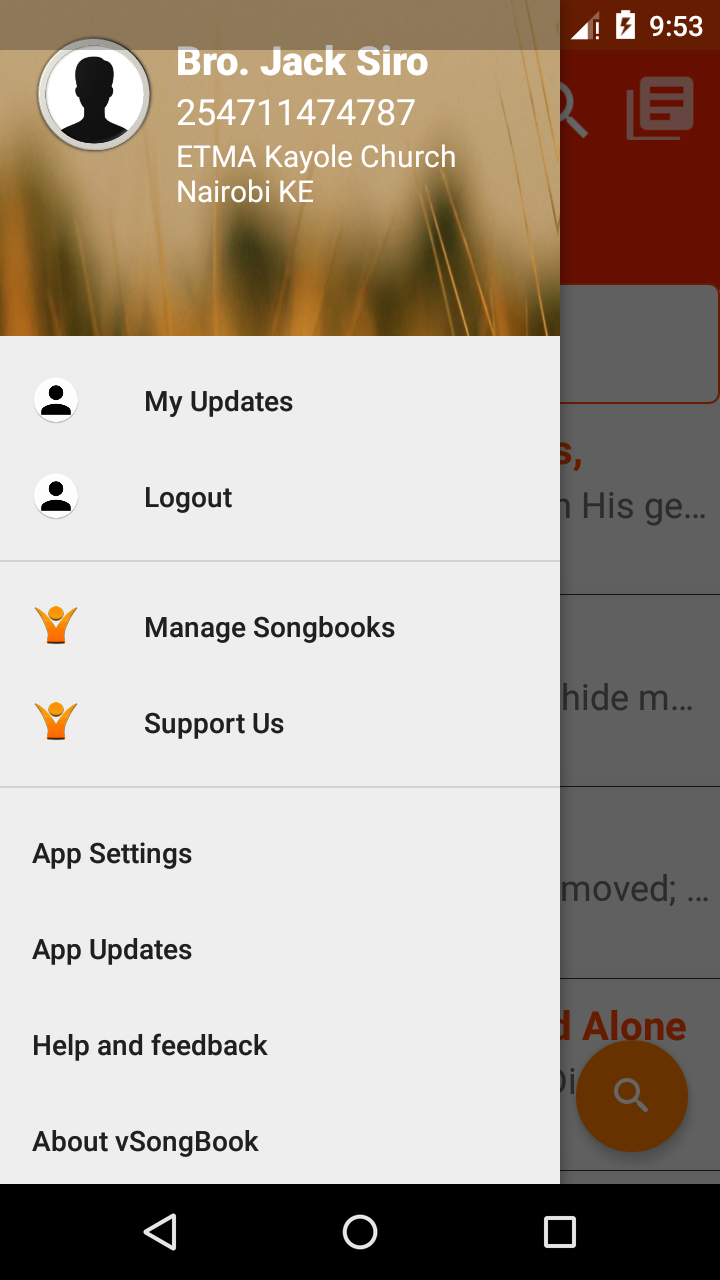 9:53
Bro. Jack Siro
254711474787
ETMA Kayole Church
Nairobi KE
My Updates
Logout
s,
His ge…
Manage Songbooks
hide m…
Support Us
App Settings
moved; …
App Updates
Alone
Help and feedback
About vSongBook